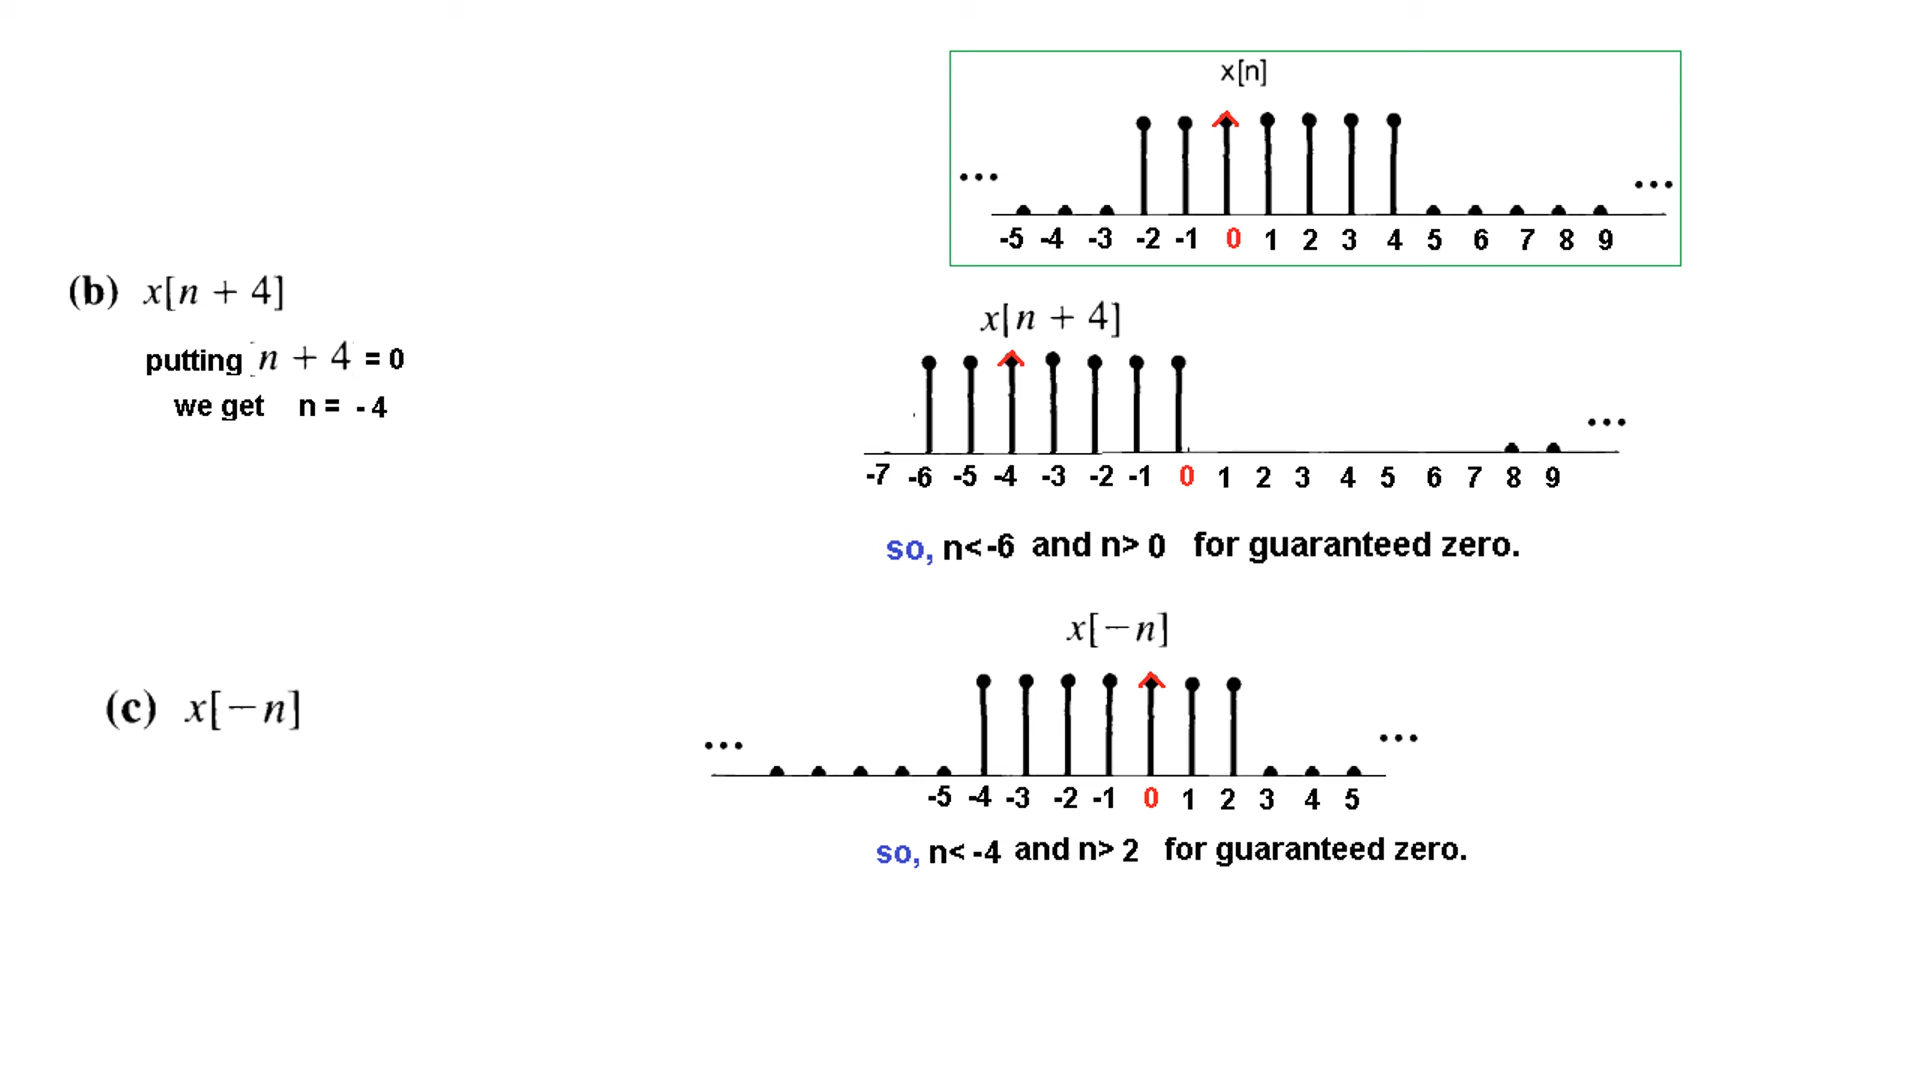 x[n]
... ...
-5 -4 -3 -2 -1 0 1 2 3 4 5 6 7 8 9
(b) x[n + 4]
putting n + 4 = 0
we get n = - 4
x[n + 4]
...
-7 -6 -5 -4 -3 -2 -1 0 1 2 3 4 5 6 7 8 9
so, n< -6 and n> 0 for guaranteed zero.
(c) x[−n]
x[−n]
... ...
-5 -4 -3 -2 -1 0 1 2 3 4 5
so, n< -4 and n> 2 for guaranteed zero.